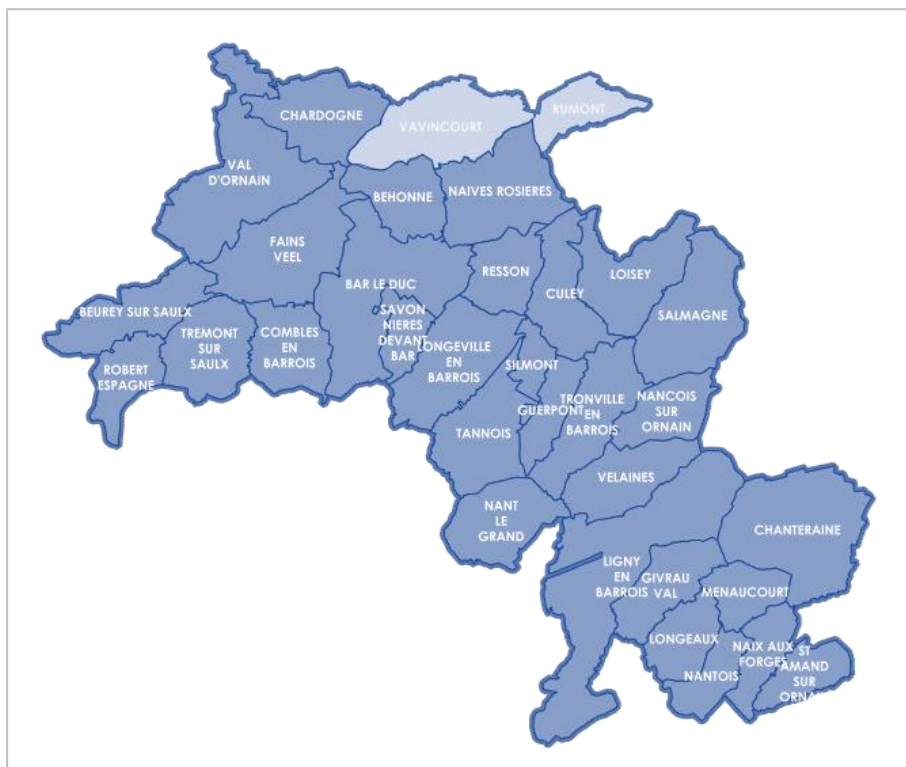 CHARDOGNE
VAVINCOURT
RUMONT
VAL
D'ORNAIN
BEHONNE
NAIVES ROSIERES
FAINS
VEEL
BAR LE DUC
RESSON
CULEY
LOISEY
SALMAGNE
BEUREY SUR SAULX
TREMONT
SUR
SAULX
COMBLES
EN
BARROIS
SAVON
NIERES
DEVANT
BAR
LONGEVILLE
EN
BARROIS
ROBERT
ESPAGNE
SILMONT
GUERPONT
TRONVILLE
EN
BARROIS
NANCOIS
SUR
ORNAIN
TANNOIS
VELAINES
NANT
LE
GRAND
CHANTERAINE
LIGNY
EN
BARROIS
GIVRAU
VAL
MENAUCOURT
LONGEAUX
NAIX AUX
FORGES
NANTOIS
ST
AMAND
SUR
ORNAIN